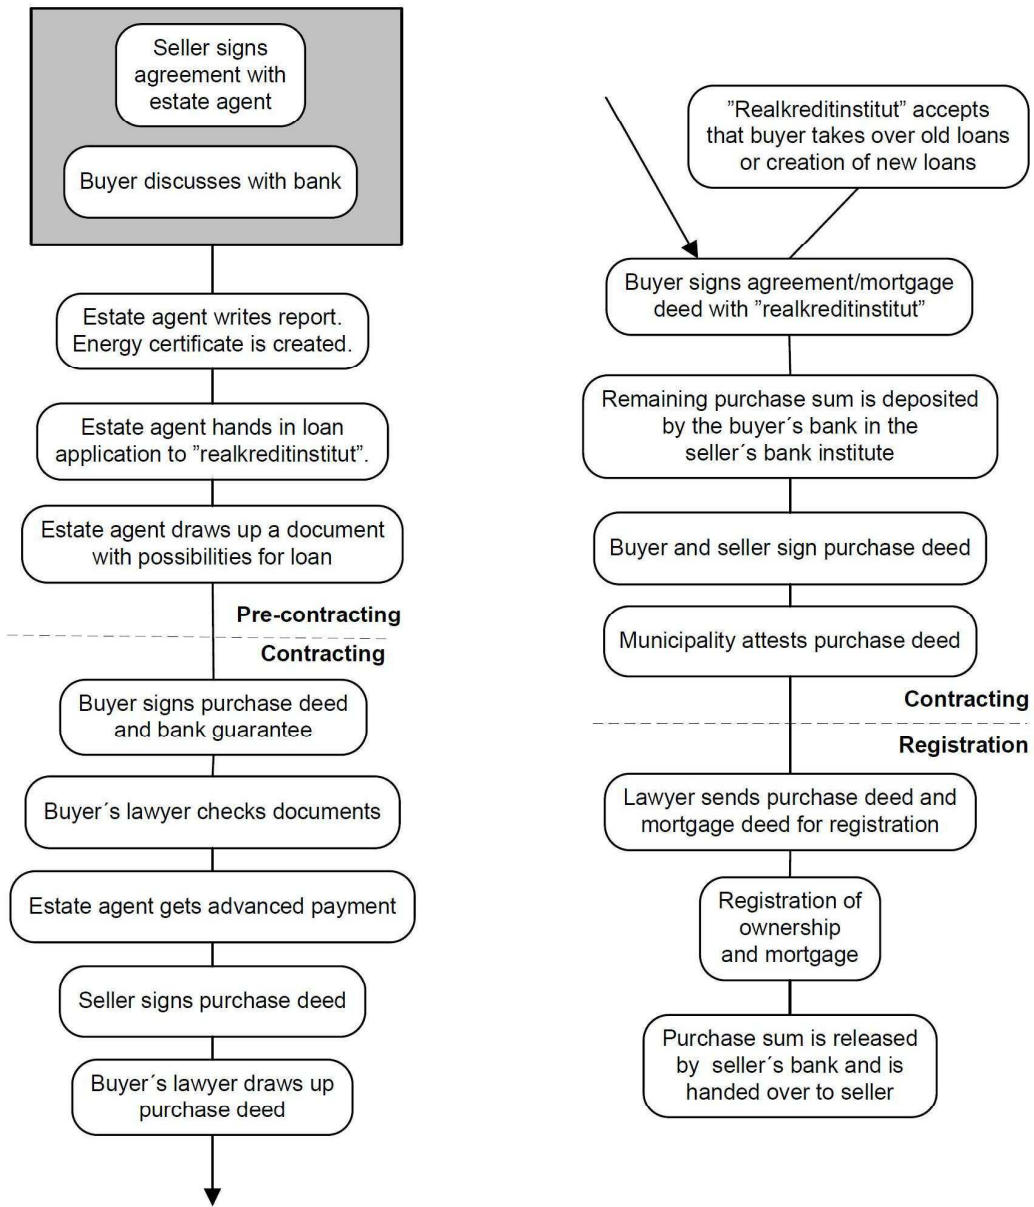 Seller signs
agreement with
estate agent
Buyer discusses with bank
Estate agent writes report.
Energy certificate is created.
Estate agent hands in loan
application to ”realkreditinstitut”.
Estate agent draws up a document
with possibilities for loan
Pre-contracting
Contracting
Buyer signs purchase deed
and bank guarantee
Buyer´s lawyer checks documents
Estate agent gets advanced payment
Seller signs purchase deed
Buyer´s lawyer draws up
purchase deed
”Realkreditinstitut” accepts
that buyer takes over old loans
or creation of new loans
Buyer signs agreement/mortgage
deed with ”realkreditinstitut”
Remaining purchase sum is deposited
by the buyer´s bank in the
seller´s bank institute
Buyer and seller sign purchase deed
Municipality attests purchase deed
Contracting
Registration
Lawyer sends purchase deed and
mortgage deed for registration
Registration of
ownership
and mortgage
Purchase sum is released
by seller´s bank and is
handed over to seller